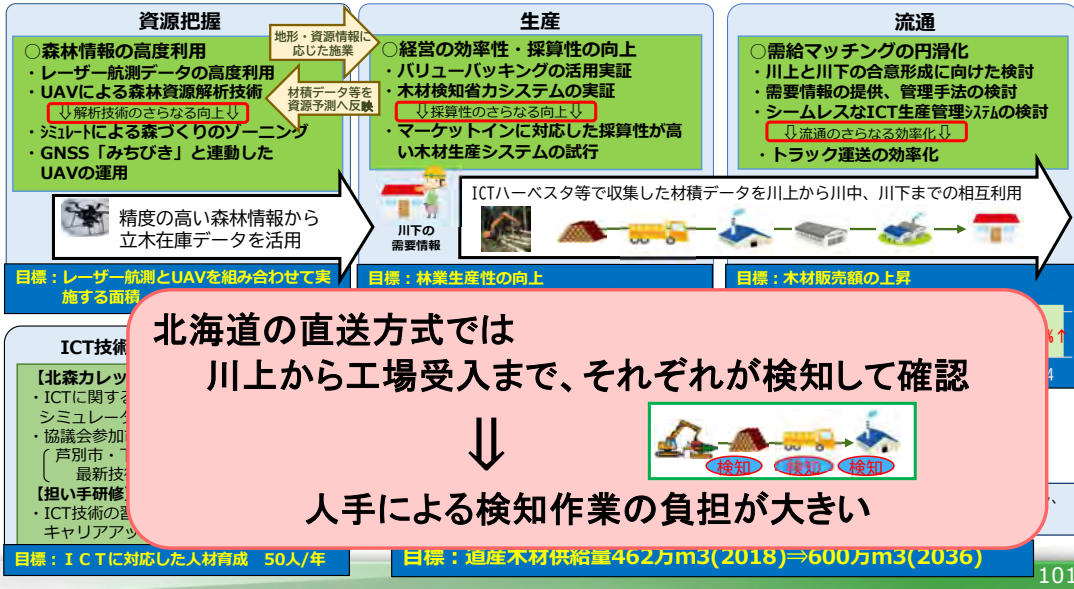 資源把握
○森林情報の高度利用
・レーザー航測データの高度利用
・UAVによる森林資源解析技術
⇩解析技術のさらなる向上⇩
・ｼﾐｭﾚｰﾄによる森づくりのゾーニング
・GNSS「みちびき」と連動した
UAVの運用
地形・資源情報に
応じた施業
材積データ等を
資源予測へ反映
精度の高い森林情報から
立木在庫データを活用
目標：レーザー航測とUAVを組み合わせて実
施する面積
生産
○経営の効率性・採算性の向上
・バリューバッキングの活用実証
・木材検知省力システムの実証
⇩採算性のさらなる向上⇩
・マーケットインに対応した採算性が高
い木材生産システムの試行
川下の
需要情報
ICTハーベスタ等で収集した材積データを川上から川中、川下までの相互利用
目標：林業生産性の向上
流通
○需給マッチングの円滑化
・川上と川下の合意形成に向けた検討
・需要情報の提供、管理手法の検討
・シームレスなICT生産管理ｼｽﾃﾑの検討
⇩流通のさらなる効率化⇩
・トラック運送の効率化
目標：木材販売額の上昇
%↑
4
北海道の直送方式では
川上から工場受入まで、それぞれが検知して確認
⇓
検知
検知
検知
人手による検知作業の負担が大きい
ICT技術
【北森カレッ
・ICTに関する
シミュレータ
・協議会参加
芦別市・
最新技
【担い手研修
・ICT技術の習
キャリアアッ
、
目標：ＩＣＴに対応した人材育成 50人/年
目標：道産木材供給量462万m3(2018)⇒600万m3(2036)
101